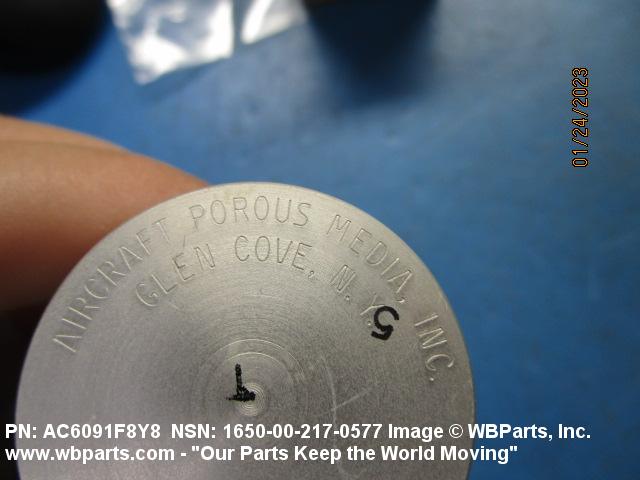 01/24/2023
AIRCRAFT POROUS MEDIA, INC.
GLEN COVE, N.Y.
5
PN: AC6091F8Y8 NSN: 1650-00-217-0577 Image © WBParts, Inc.
www.wbparts.com - "Our Parts Keep the World Moving"